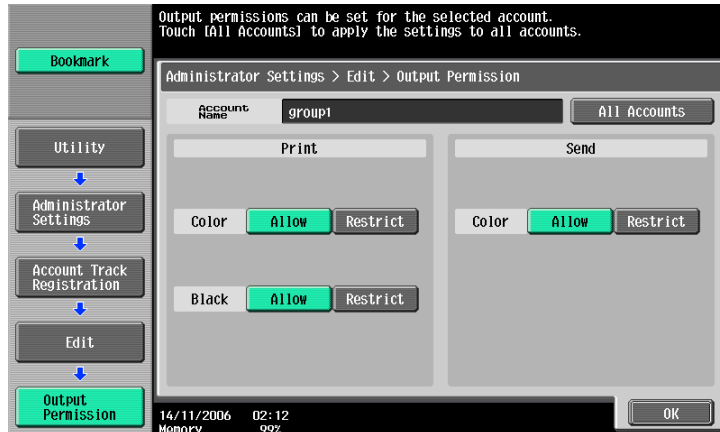 Output permissions can be set for the selected account.
Touch [All Accounts] to apply the settings to all accounts.
Bookmark
Administrator Settings > Edit > Output Permission
Account
Name
group1
All Accounts
Utility
Administrator
Settings
Account Track
Registration
Edit
Output
Permission
Print
Color
Allow
Restrict
Black
Allow
Restrict
Send
Color
Allow
Restrict
14/11/2006 02:12
Memory 99%
OK